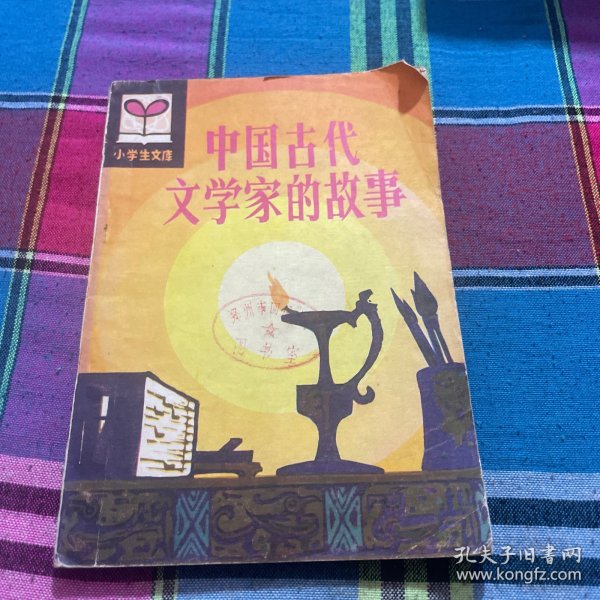 小学生文库
中国古代
文学家的故事
孔夫子旧书网
www.kongfz.com